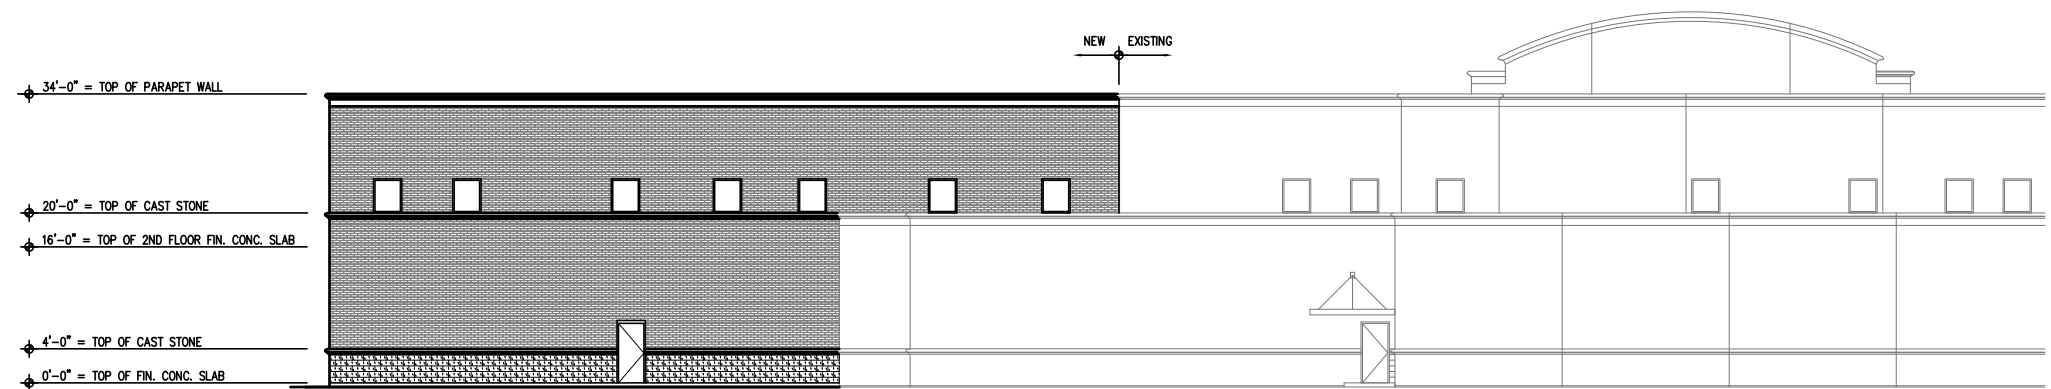 NEW EXISTING
34'-0" = TOP OF PARAPET WALL
20'-0" = TOP OF CAST STONE
16'-0" = TOP OF 2ND FLOOR FIN. CONC. SLAB
4'-0" = TOP OF CAST STONE
0'-0" = TOP OF FIN. CONC. SLAB